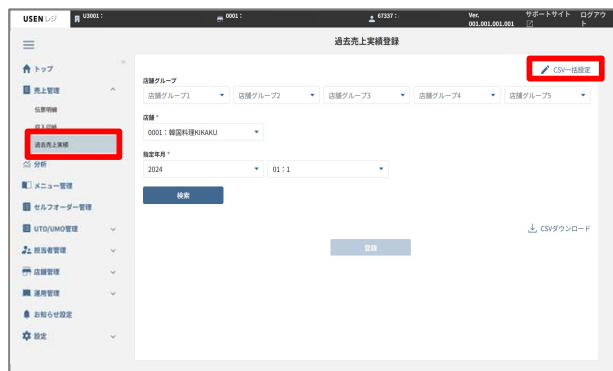 USEN レジ U3001: 0001: 67337: Ver. 001.001.001.001 サポートサイト ログアウト
過去売上実績登録
CSV一括設定
トップ
売上管理
伝票明細
過去売上実績
分析
メニュー管理
セルフオーダー管理
UTO/UMO管理
担当者管理
店舗管理
運用管理
お知らせ設定
設定
店舗グループ
店舗グループ1 店舗グループ2 店舗グループ3 店舗グループ4 店舗グループ5
店舗 *
0001:韓国料理KIKAKU
指定年月 *
2024 01:1
検索
CSVダウンロード
登録